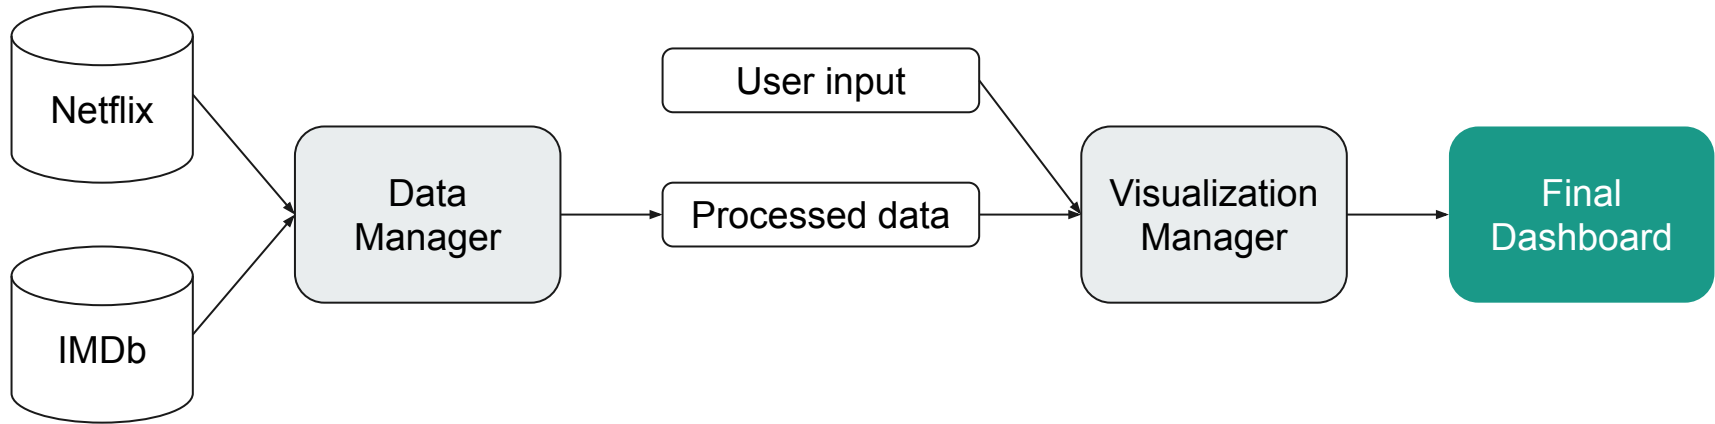 Netflix
IMDb
Data
Manager
User input
Processed data
Visualization
Manager
Final
Dashboard